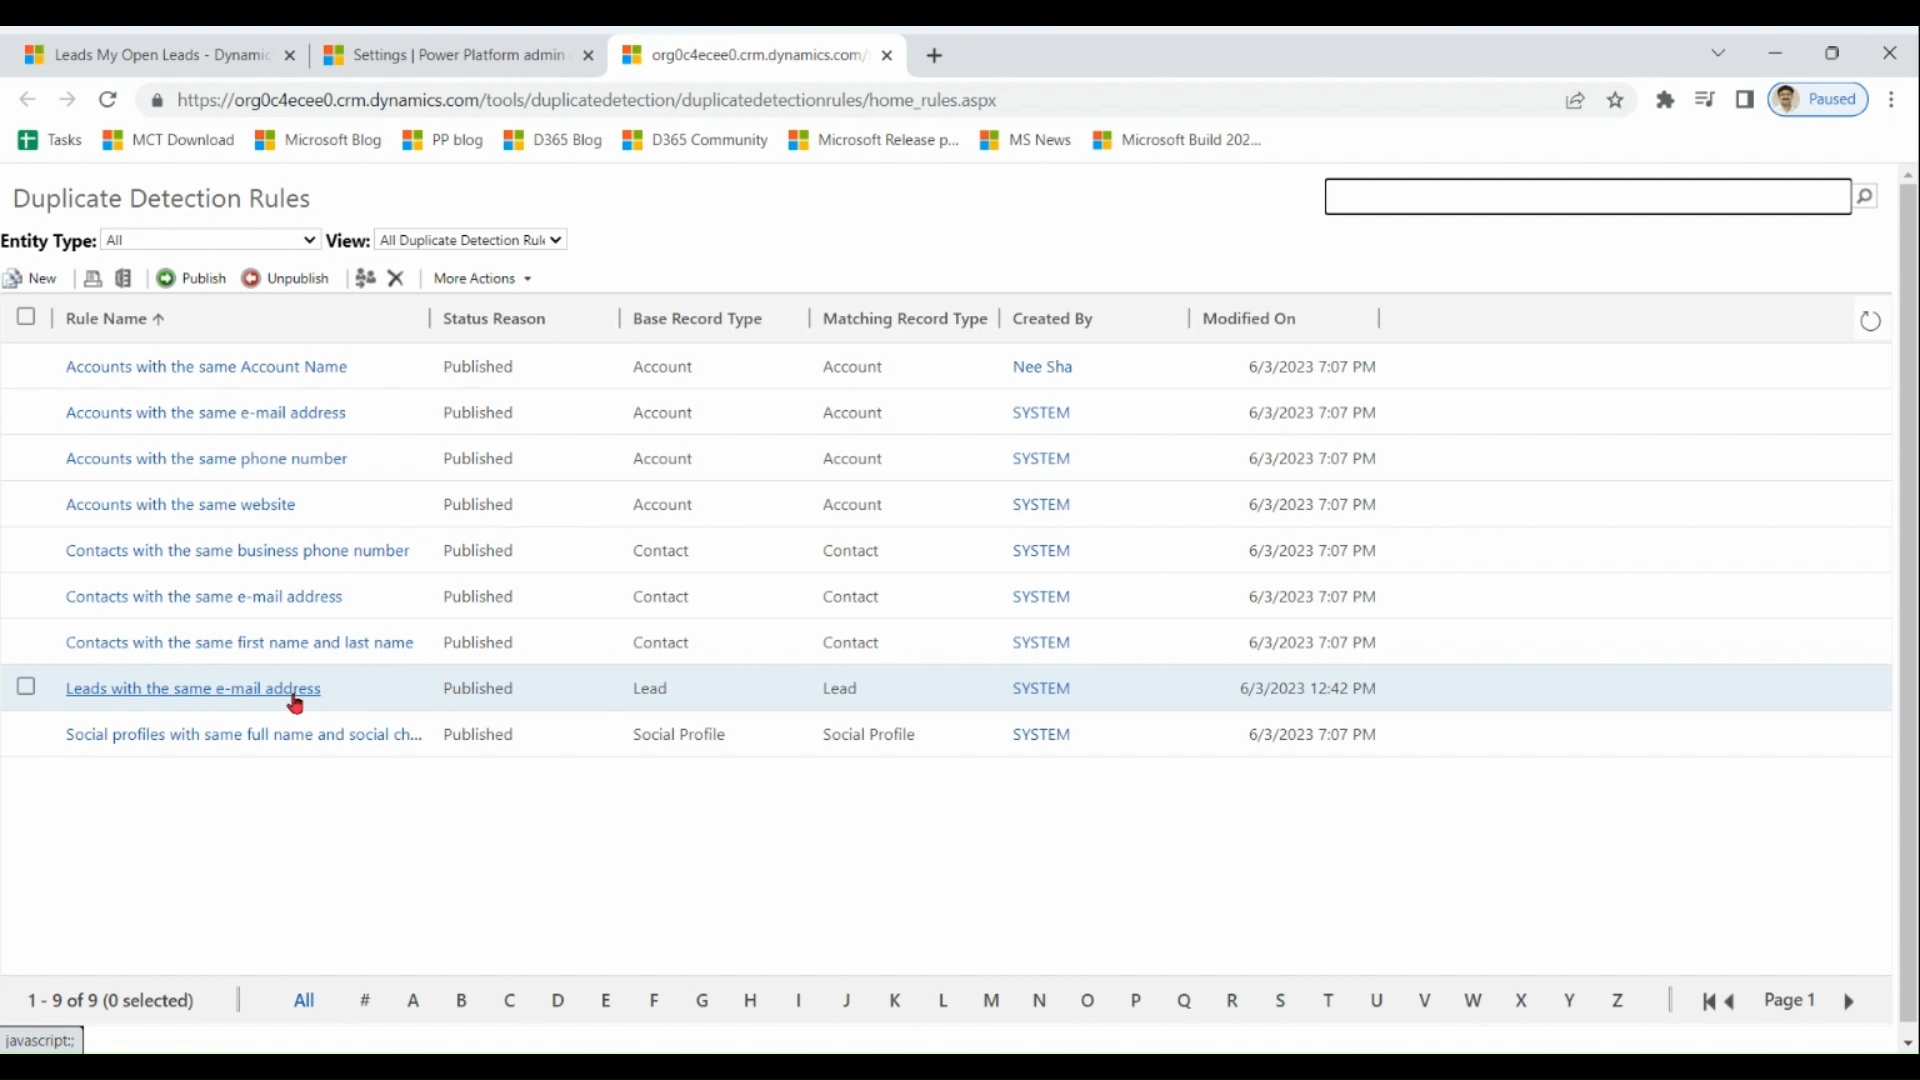 Leads My Open Leads - Dynamic
Settings | Power Platform admin
org0c4ecee0.crm.dynamics.com/
https://org0c4ecee0.crm.dynamics.com/tools/duplicatedetection/duplicatedetectionrules/home_rules.aspx
Paused
Tasks
MCT Download
Microsoft Blog
PP blog
D365 Blog
D365 Community
Microsoft Release p...
MS News
Microsoft Build 202...
Duplicate Detection Rules
Entity Type: All View: All Duplicate Detection Rul
New Publish Unpublish More Actions
Rule Name Status Reason Base Record Type Matching Record Type Created By Modified On
Accounts with the same Account Name Published Account Account Nee Sha 6/3/2023 7:07 PM
Accounts with the same e-mail address Published Account Account SYSTEM 6/3/2023 7:07 PM
Accounts with the same phone number Published Account Account SYSTEM 6/3/2023 7:07 PM
Accounts with the same website Published Account Account SYSTEM 6/3/2023 7:07 PM
Contacts with the same business phone number Published Contact Contact SYSTEM 6/3/2023 7:07 PM
Contacts with the same e-mail address Published Contact Contact SYSTEM 6/3/2023 7:07 PM
Contacts with the same first name and last name Published Contact Contact SYSTEM 6/3/2023 7:07 PM
Leads with the same e-mail address Published Lead Lead SYSTEM 6/3/2023 12:42 PM
Social profiles with same full name and social ch... Published Social Profile Social Profile SYSTEM 6/3/2023 7:07 PM
1 - 9 of 9 (0 selected) All # A B C D E F G H I J K L M N O P Q R S T U V W X Y Z Page 1
javascript:;